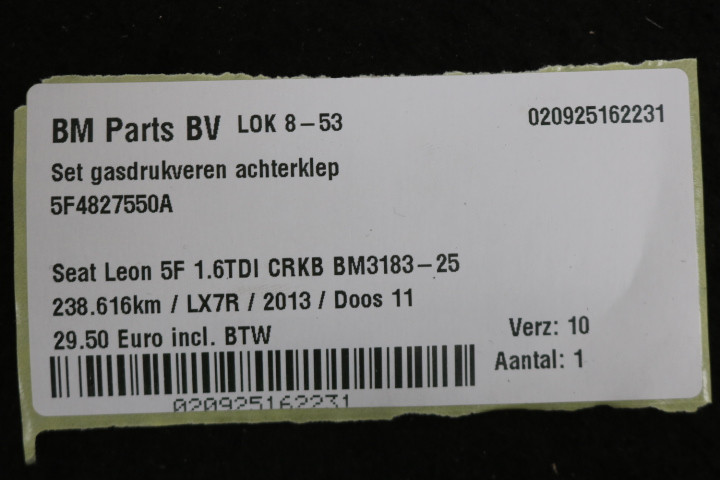 BM Parts BV LOK 8-53 020925162231
Set gasdrukveren achterklep
5F4827550A
Seat Leon 5F 1.6TDI CRKB BM3183-25
238.616km / LX7R / 2013 / Doos 11
29.50 Euro incl. BTW
Verz: 10
Aantal: 1
020925162231